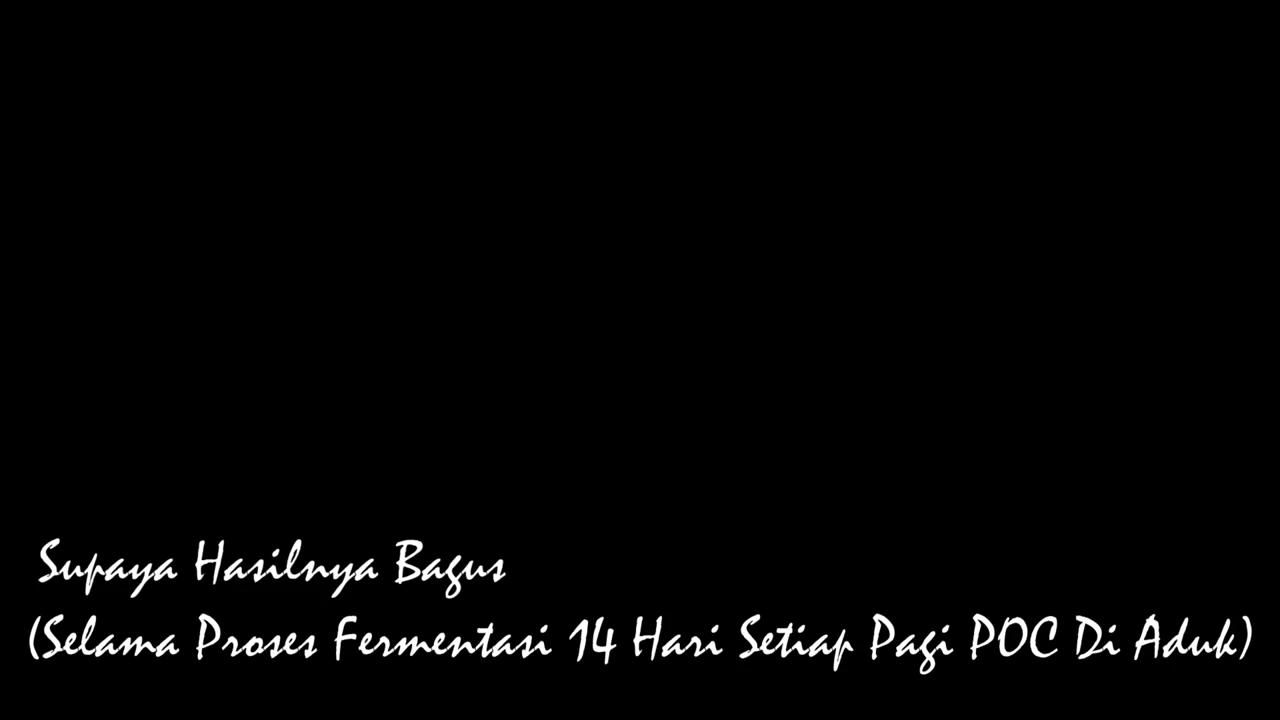 Supaya Hasilnya Bagus
(Selama Proses Fermentasi 14 Hari Setiap Pagi POC Di Aduk)